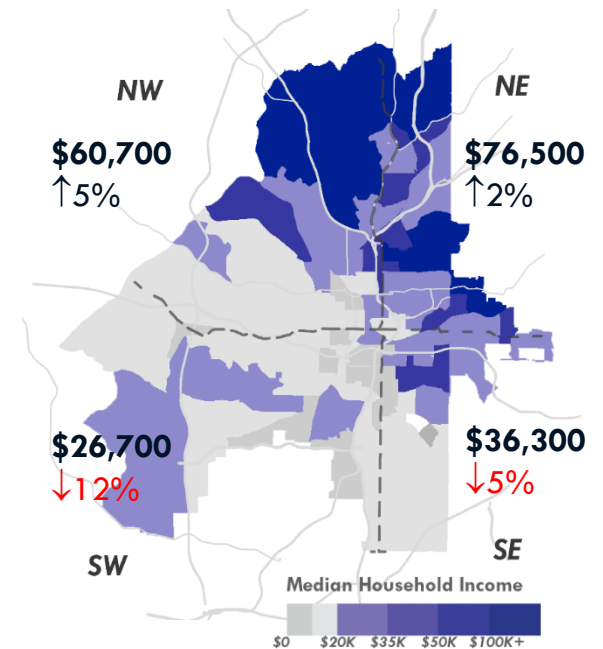 NW
NE
$60,700
↑5%
$76,500
↑2%
$26,700
↓12%
$36,300
↓5%
SW
SE
Median Household Income
$0 $20K $35K $50K $100K+